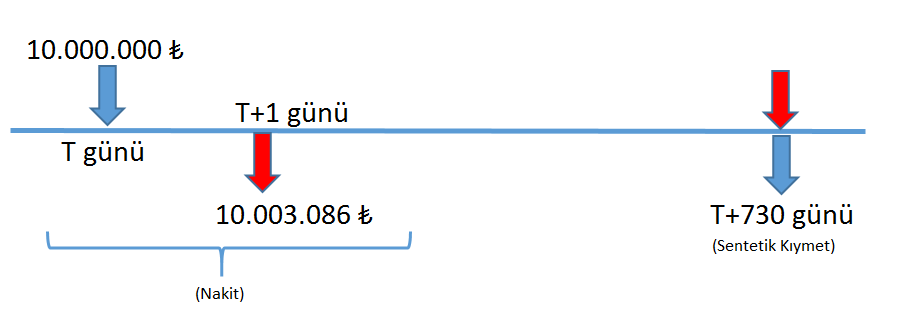 10.000.000 ₺
T+1 günü
T günü
10.003.086 ₺
T+730 günü
(Sentetik Kıymet)
(Nakit)